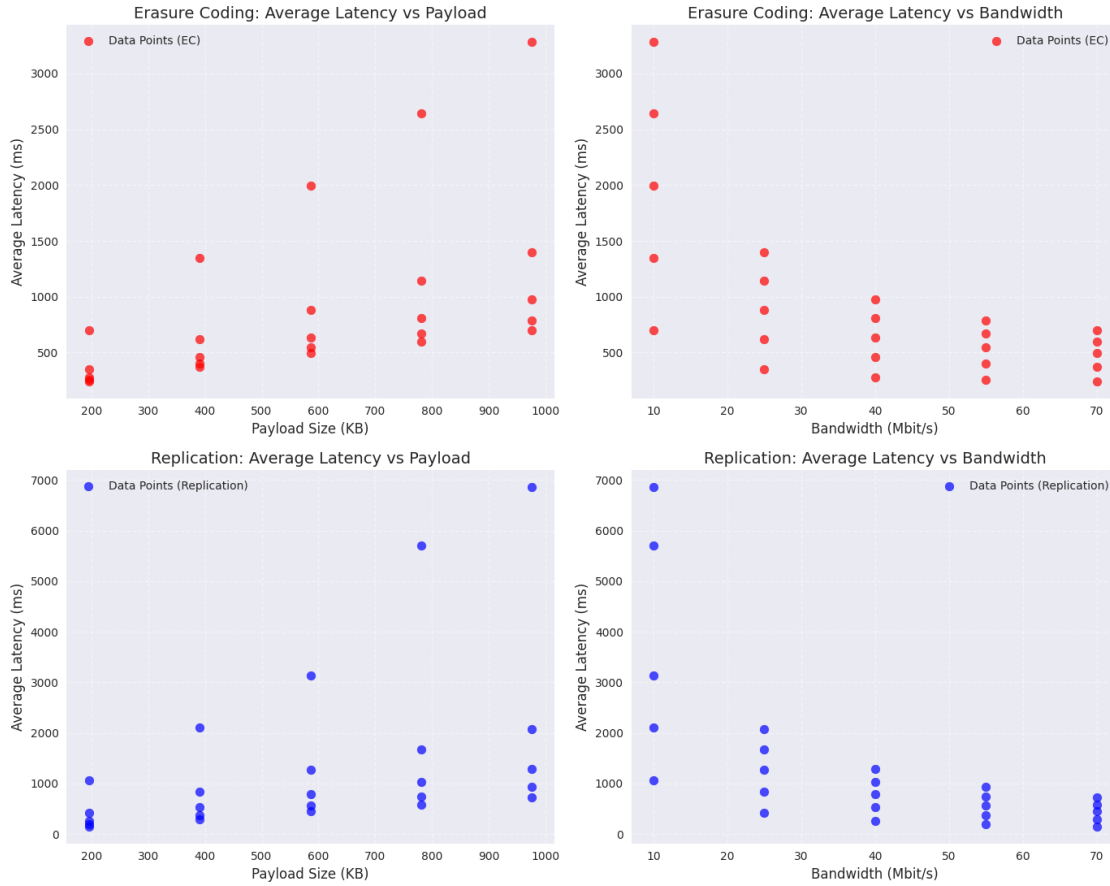 Erasure Coding: Average Latency vs Payload
Data Points (EC)
3000
2500
2000
1500
1000
500
Average Latency (ms)
200 300 400 500 600 700 800 900 1000
Payload Size (KB)
Erasure Coding: Average Latency vs Bandwidth
Data Points (EC)
3000
2500
2000
1500
1000
500
Average Latency (ms)
10 20 30 40 50 60 70
Bandwidth (Mbit/s)
Replication: Average Latency vs Payload
Data Points (Replication)
7000
6000
5000
4000
3000
2000
1000
0
Average Latency (ms)
200 300 400 500 600 700 800 900 1000
Payload Size (KB)
Replication: Average Latency vs Bandwidth
Data Points (Replication)
7000
6000
5000
4000
3000
2000
1000
0
Average Latency (ms)
10 20 30 40 50 60 70
Bandwidth (Mbit/s)